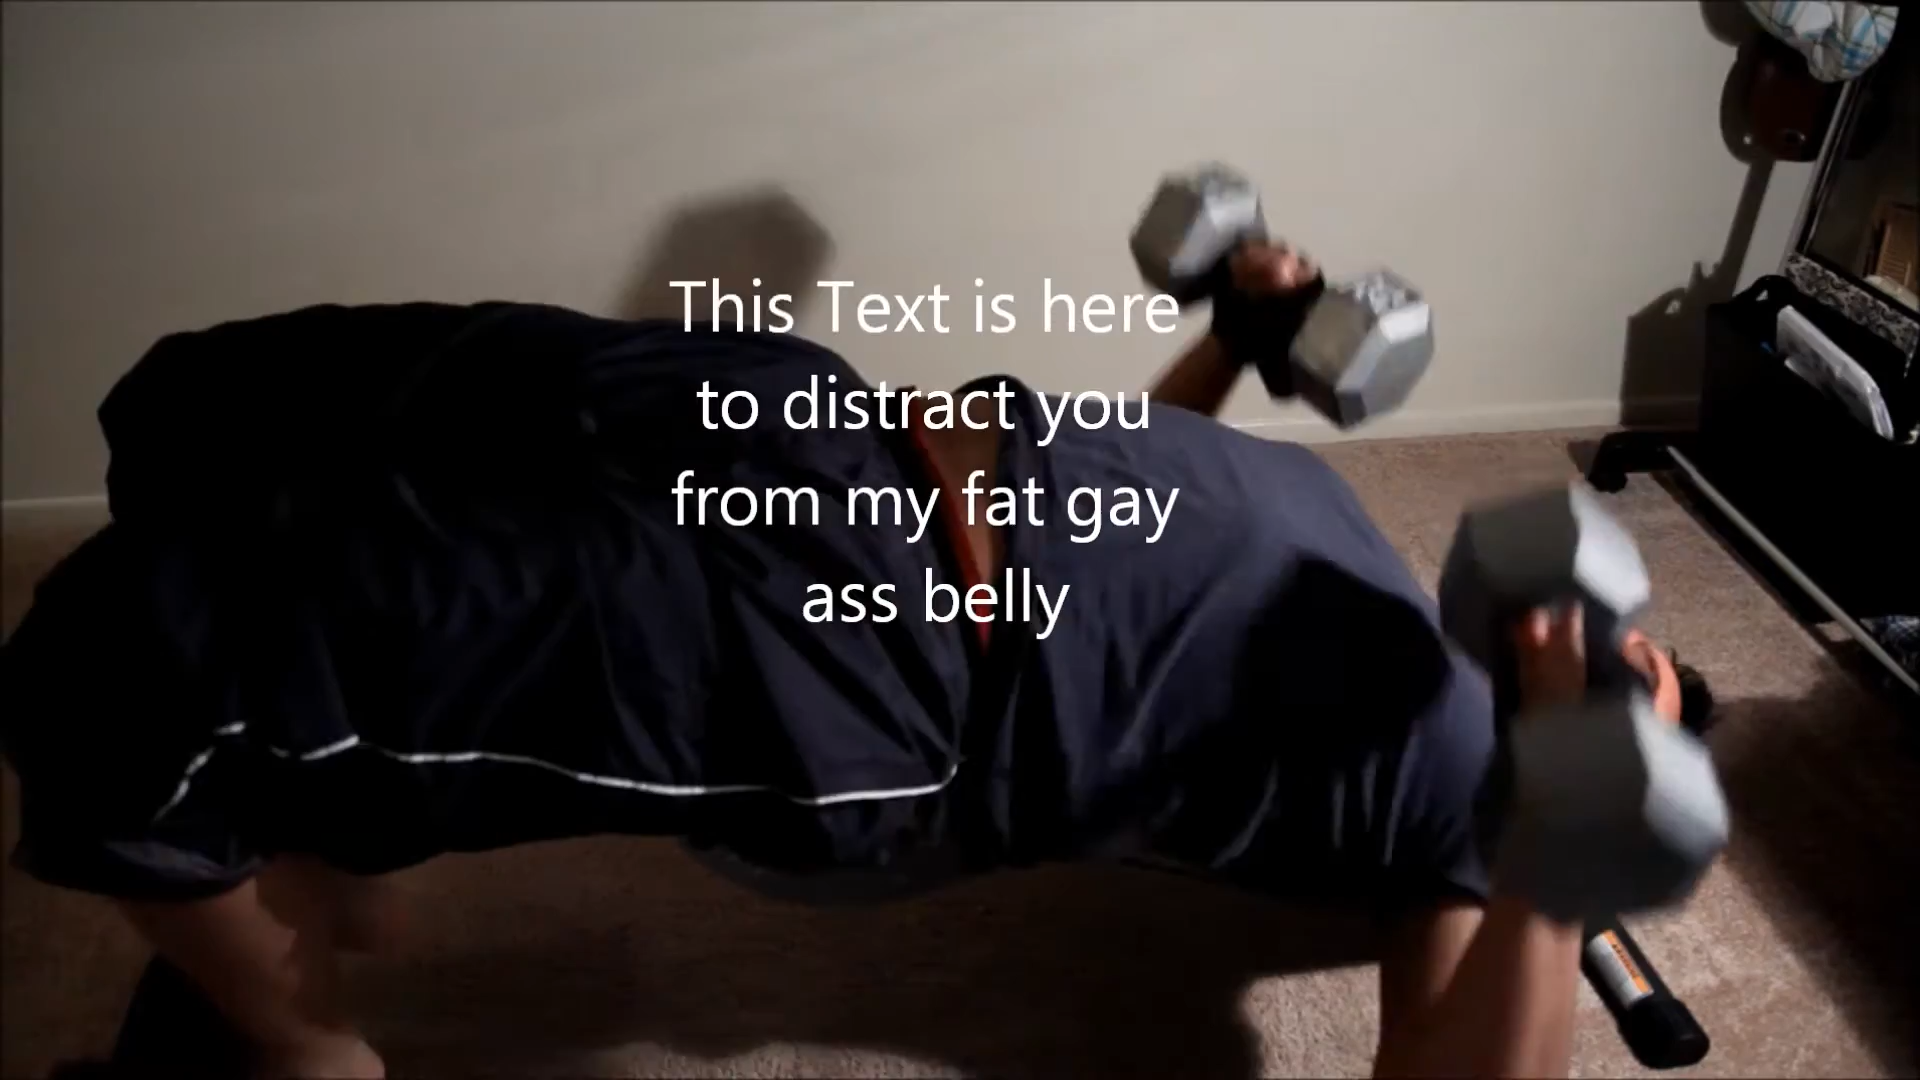 This Text is here
to distract you
from my fat gay
ass belly